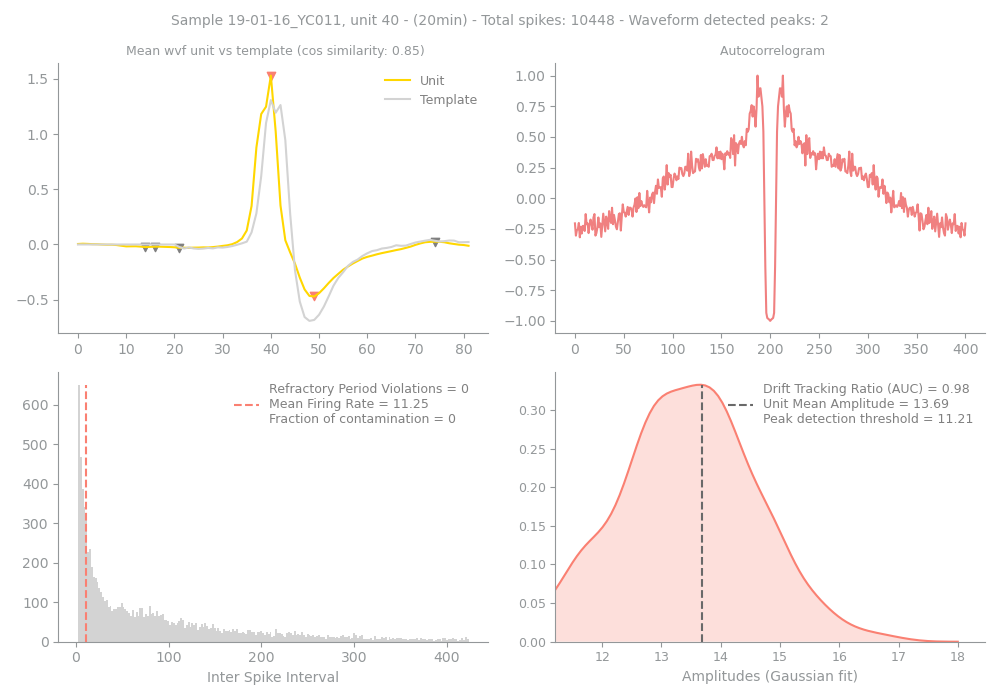 Sample 19-01-16_YC011, unit 40 - (20min) - Total spikes: 10448 - Waveform detected peaks: 2
Mean wvf unit vs template (cos similarity: 0.85)
1.5
1.0
0.5
0.0
−0.5
0 10 20 30 40 50 60 70 80
Unit
Template
Autocorrelogram
1.00
0.75
0.50
0.25
0.00
−0.25
−0.50
−0.75
−1.00
0 50 100 150 200 250 300 350 400
600
500
400
300
200
100
0
0 100 200 300 400
Inter Spike Interval
Refractory Period Violations = 0
Mean Firing Rate = 11.25
Fraction of contamination = 0
0.30
0.25
0.20
0.15
0.10
0.05
0.00
12 13 14 15 16 17 18
Amplitudes (Gaussian fit)
Drift Tracking Ratio (AUC) = 0.98
Unit Mean Amplitude = 13.69
Peak detection threshold = 11.21